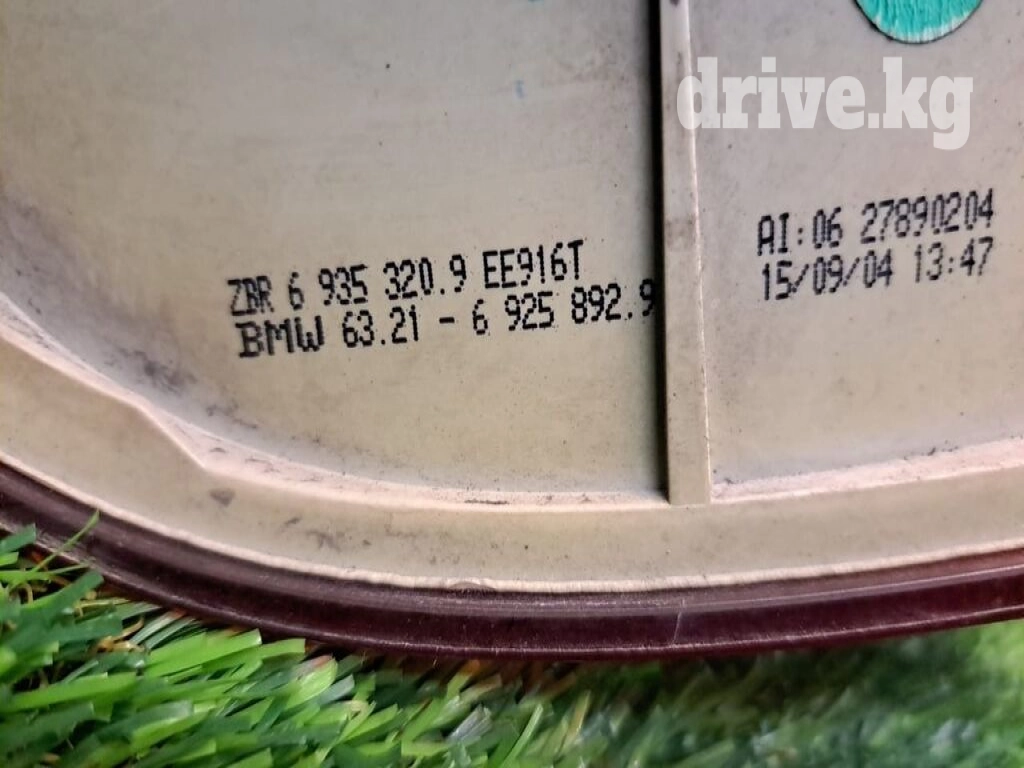 drive.kg
AI:06 27890204
15/09/04 13:47
ZBR 6 935 320.9 EE916T
BMW 63.21 - 6 925 892.9